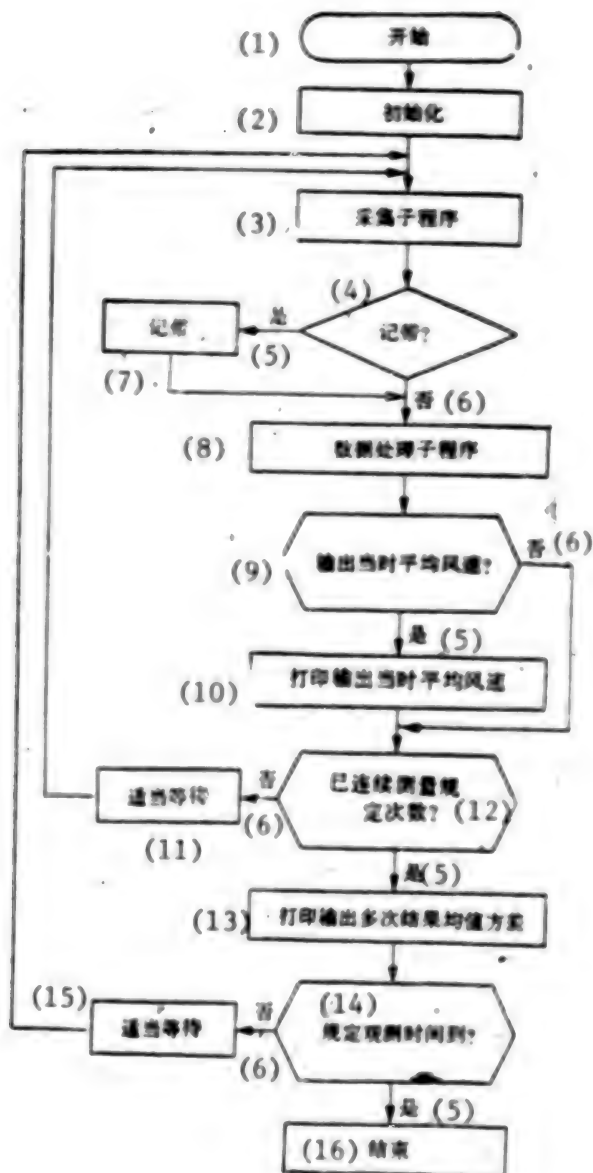 (1) 开始
(2) 初始化
(3) 采集子程序
(4)
记带?
是
(5)
记带
(7)
否 (6)
(8) 数据处理子程序
(9) 输出当时平均风速?
否 (6)
是 (5)
(10) 打印输出当时平均风速
已连续测量规
定次数? (12)
否
(6)
适当等待
(11)
是(5)
(13) 打印输出多次结果均值方差
(14)
规定观测时间到?
否
(6)
(15)
适当等待
是 (5)
(16) 结束